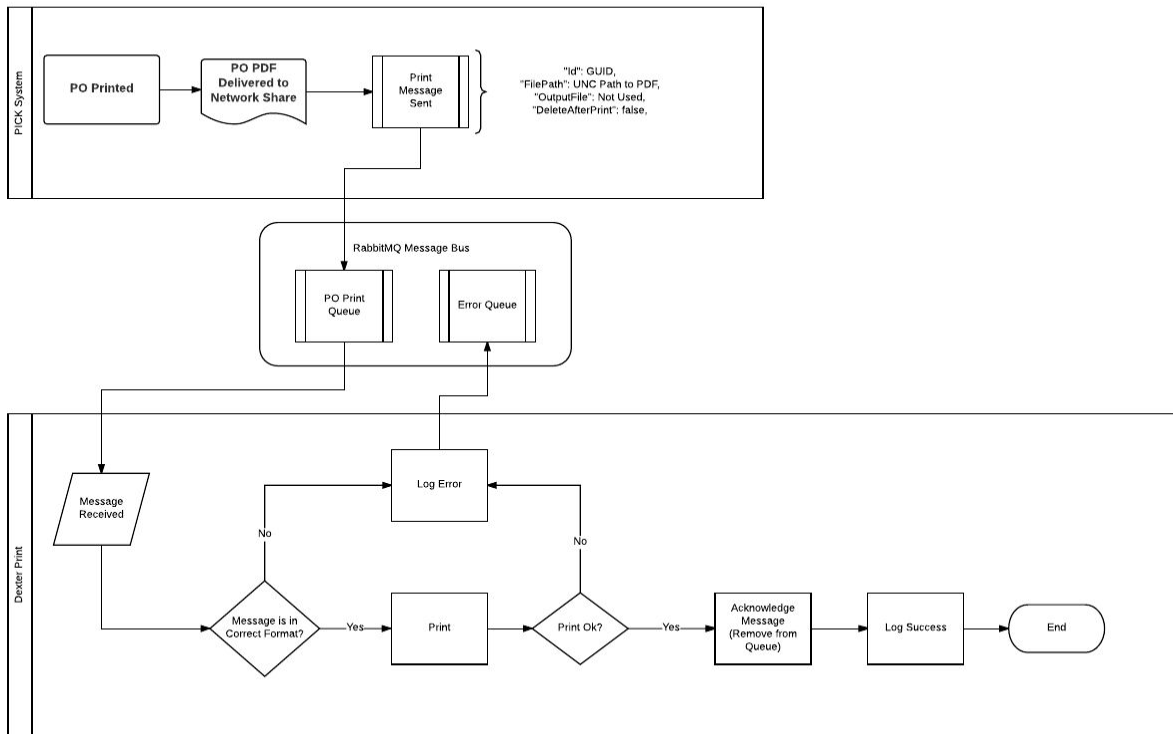 PICK System
PO Printed
PO PDF
Delivered to
Network Share
Print
Message
Sent
"Id": GUID,
"FilePath": UNC Path to PDF,
"OutputFile": Not Used,
"DeleteAfterPrint": false,
RabbitMQ Message Bus
PO Print
Queue
Error Queue
Dexter Print
Message
Received
Log Error
No
No
Message is in
Correct Format?
Yes
Print
Print Ok?
Yes
Acknowledge
Message
(Remove from
Queue)
Log Success
End